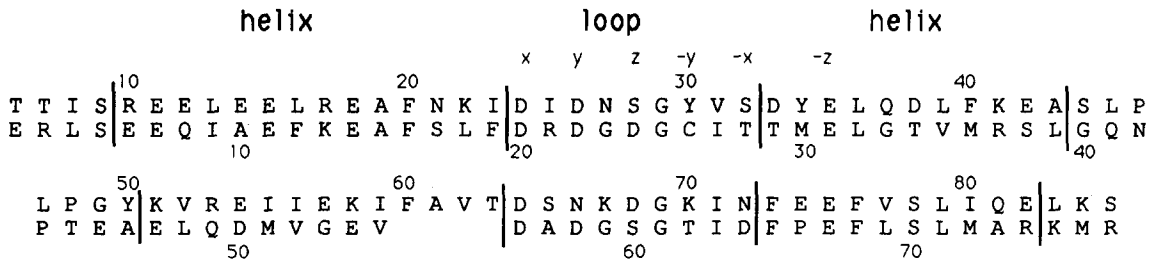 helix loop helix
x y z -y -x -z
10 20 30 40
T T I S R E E L E E L R E A F N K I D I D N S G Y V S D Y E L Q D L F K E A S L P
E R L S E E Q I A E F K E A F S L F D R D G D G C I T T M E L G T V M R S L G Q N
10 20 30 40
50 60 70 80
L P G Y K V R E I I E K I F A V T D S N K D G K I N F E E F V S L I Q E L K S
P T E A E L Q D M V G E V D A D G S G T I D F P E F L S L M A R K M R
50 60 70